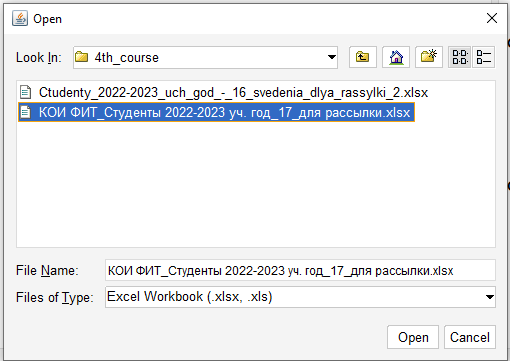 Open
Look In: 4th_course
Ctudenty_2022-2023_uch_god_-_16_svedenia_dlya_rassylki_2.xlsx
КОИ ФИТ_Студенты 2022-2023 уч. год_17_для рассылки.xlsx
File Name: КОИ ФИТ_Студенты 2022-2023 уч. год_17_для рассылки.xlsx
Files of Type: Excel Workbook (.xlsx, .xls)
Open Cancel